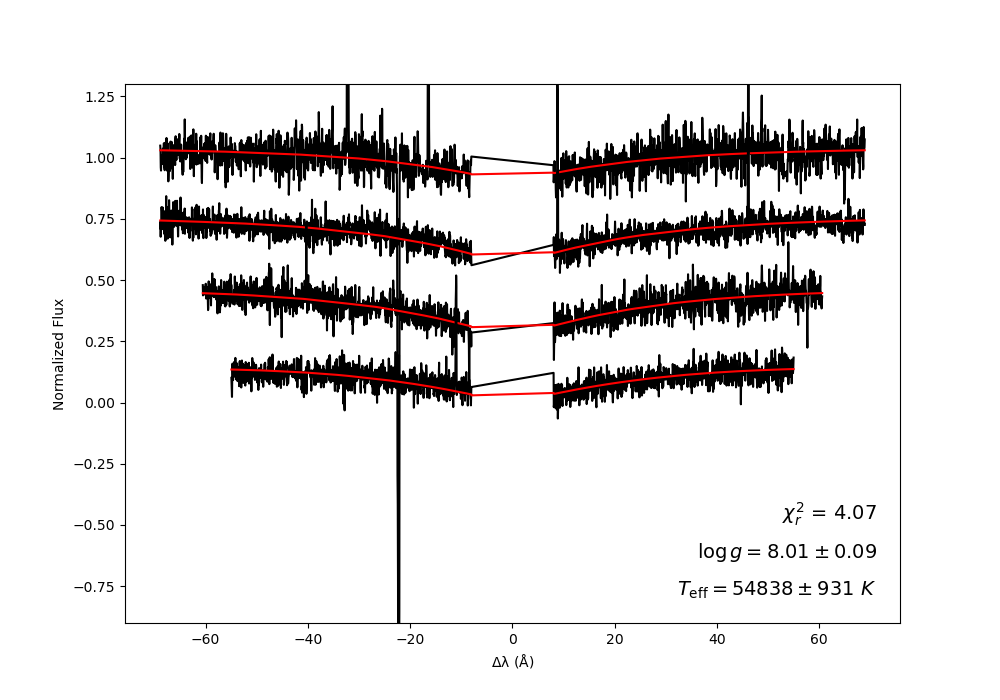 1.25
1.00
0.75
0.50
0.25
0.00
−0.25
−0.50
−0.75
Normalized Flux
χ²ᵣ = 4.07
log g = 8.01 ± 0.09
T_eff = 54838 ± 931 K
−60 −40 −20 0 20 40 60
Δλ (Å)